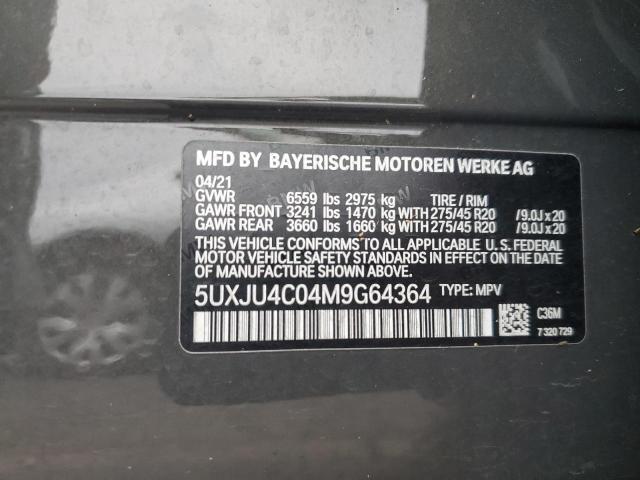 MFD BY BAYERISCHE MOTOREN WERKE AG
04/21
GVWR 6559 lbs 2975 kg TIRE / RIM
GAWR FRONT 3241 lbs 1470 kg WITH 275/45 R20 /9.0J x 20
GAWR REAR 3660 lbs 1660 kg WITH 275/45 R20 /9.0J x 20
THIS VEHICLE CONFORMS TO ALL APPLICABLE U. S. FEDERAL
MOTOR VEHICLE SAFETY STANDARDS IN EFFECT ON THE DATE
OF MANUFACTURE SHOWN ABOVE.
5UXJU4C04M9G64364 TYPE: MPV
C36M
7 320 729